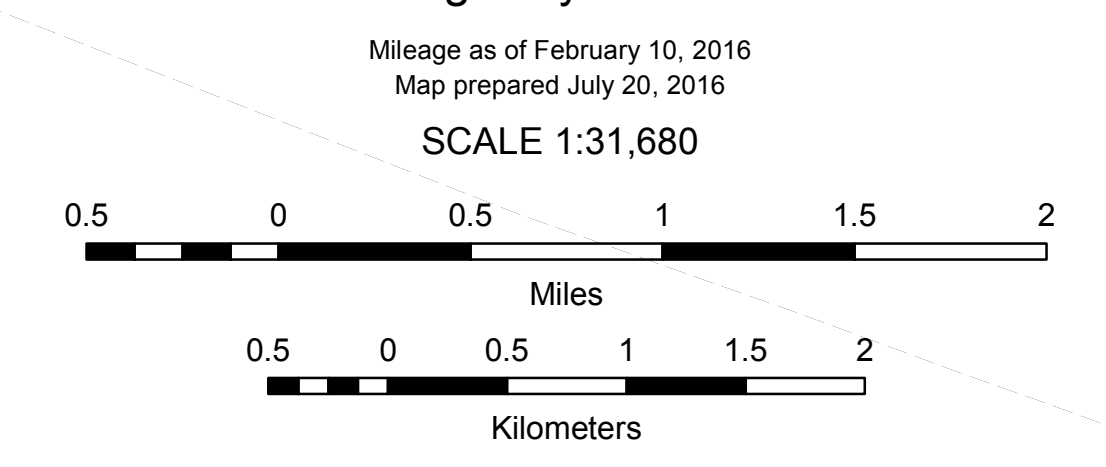 Mileage as of February 10, 2016
Map prepared July 20, 2016
SCALE 1:31,680
0.5 0 0.5 1 1.5 2
Miles
0.5 0 0.5 1 1.5 2
Kilometers